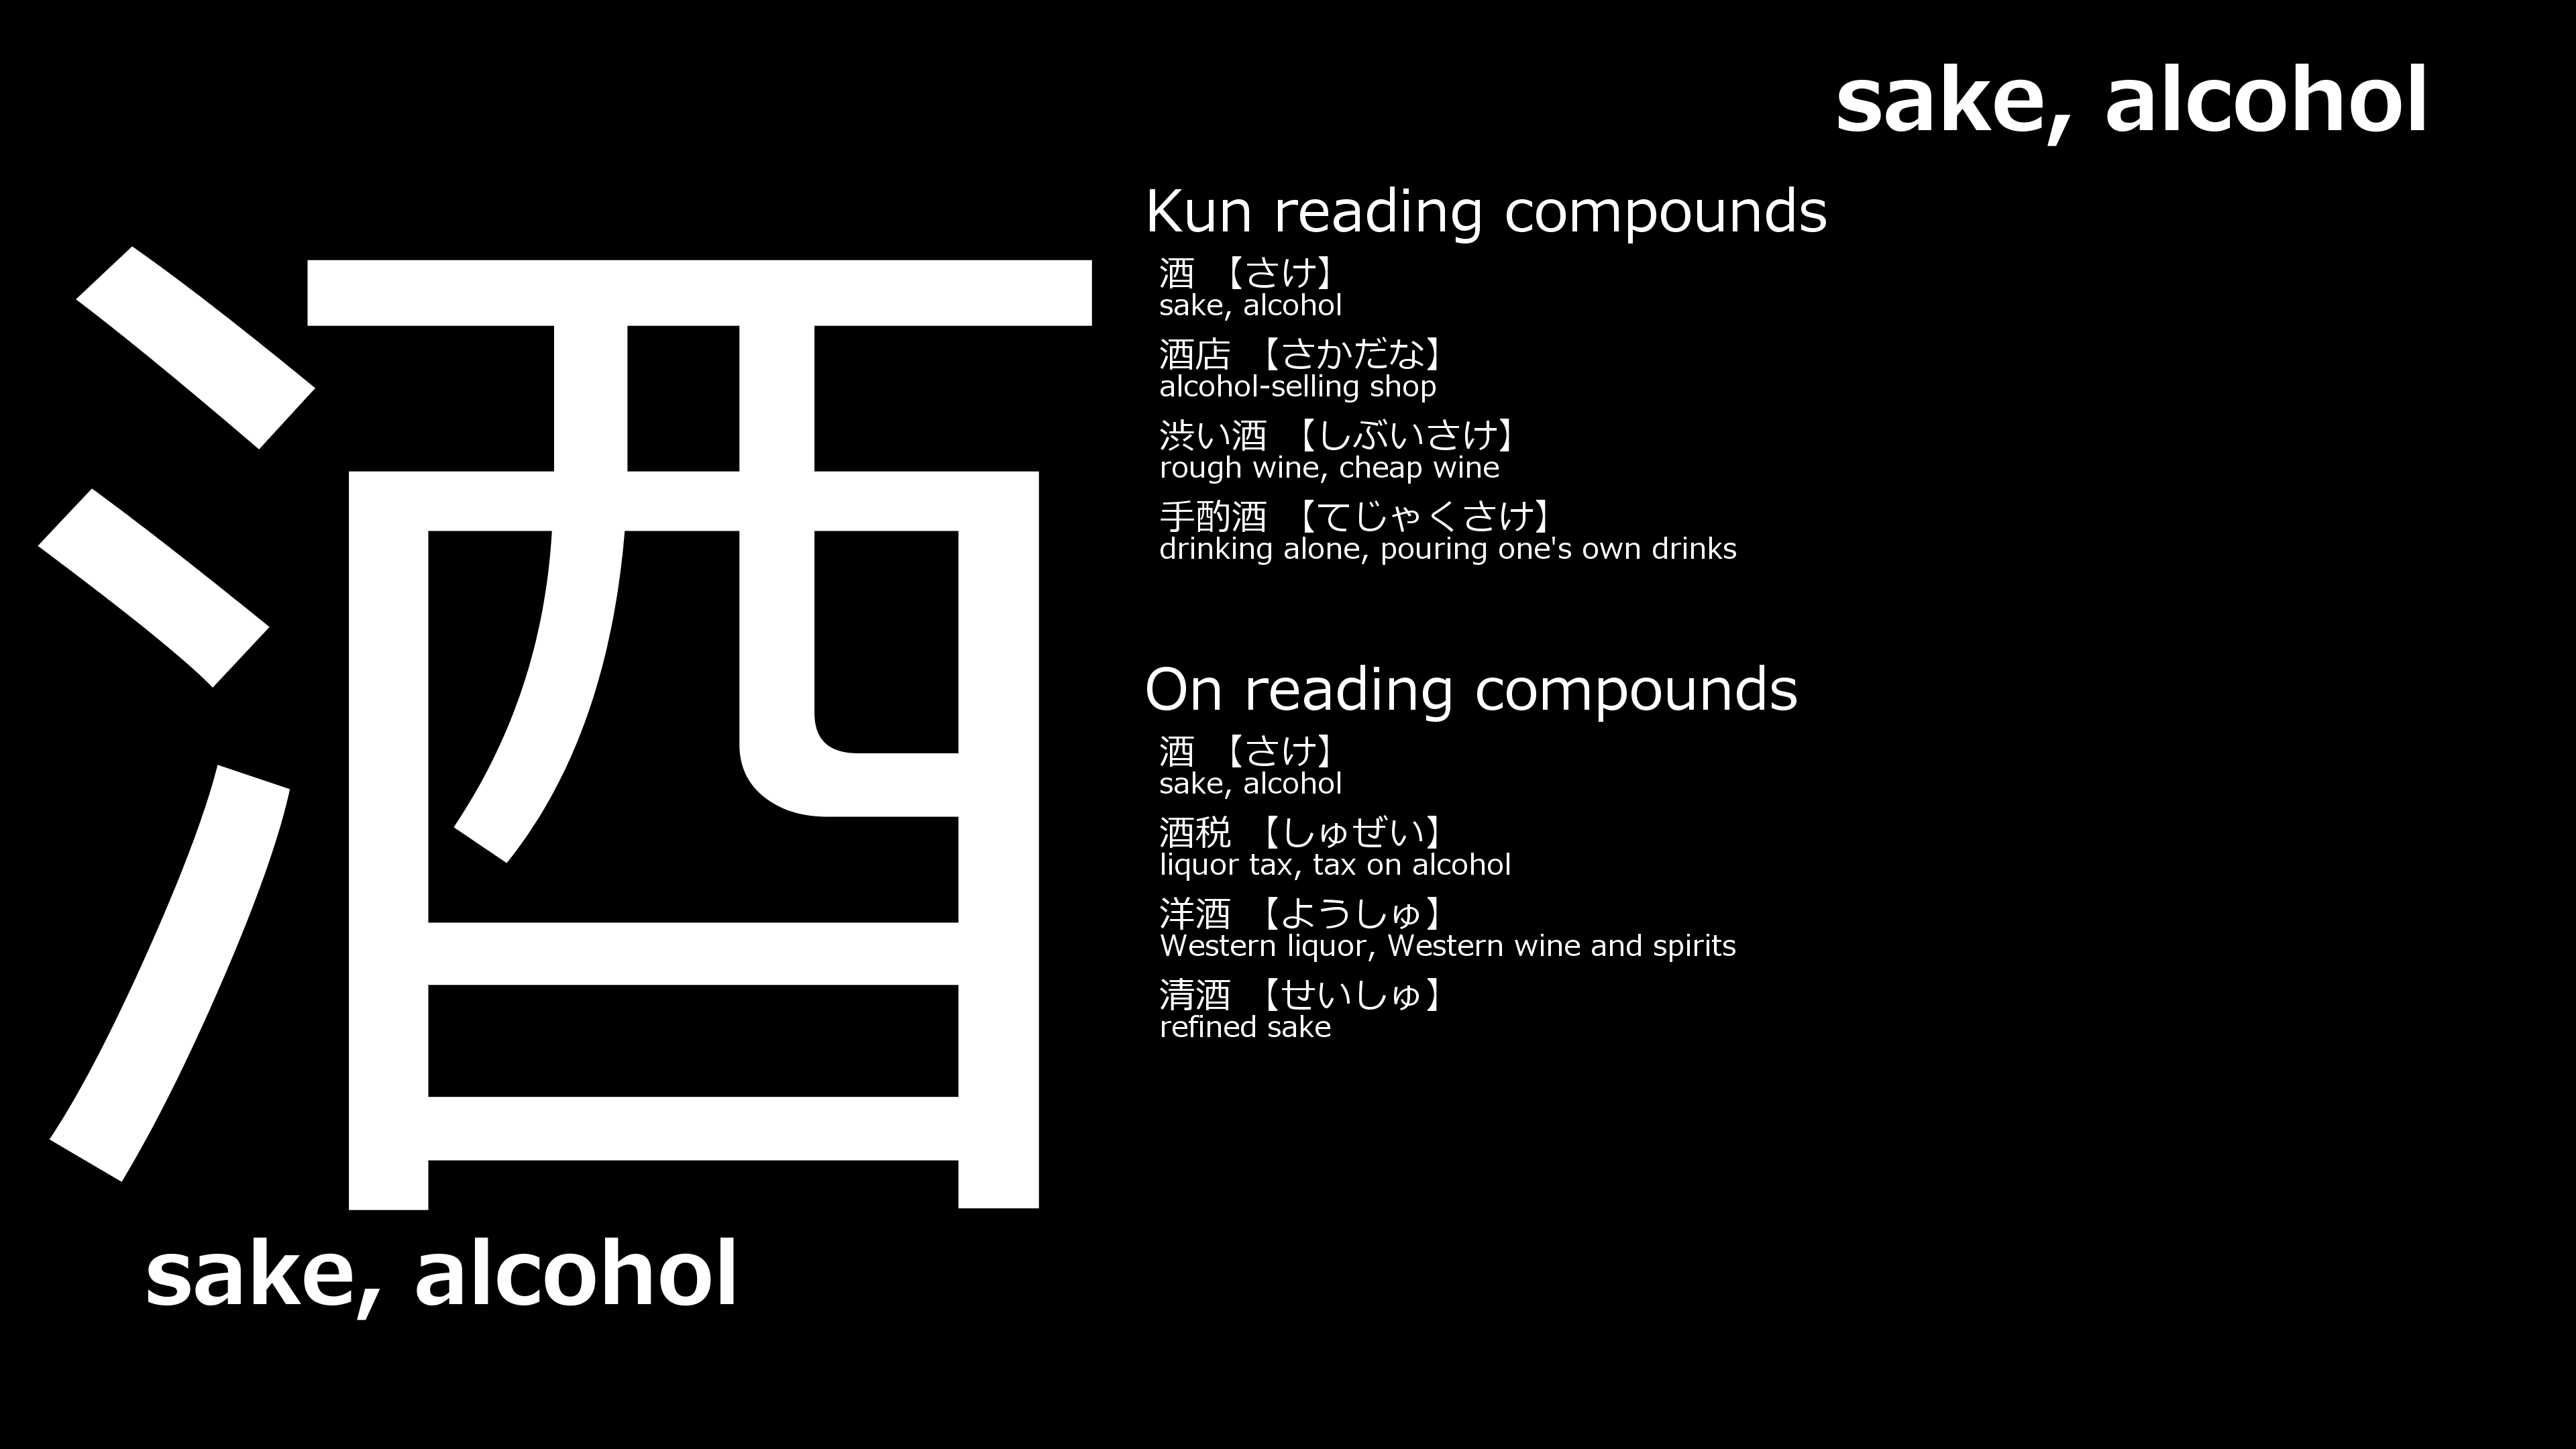 sake, alcohol
酒
sake, alcohol
Kun reading compounds
酒 【さけ】
sake, alcohol
酒店 【さかだな】
alcohol-selling shop
渋い酒 【しぶいさけ】
rough wine, cheap wine
手酌酒 【てじゃくさけ】
drinking alone, pouring one's own drinks
On reading compounds
酒 【さけ】
sake, alcohol
酒税 【しゅぜい】
liquor tax, tax on alcohol
洋酒 【ようしゅ】
Western liquor, Western wine and spirits
清酒 【せいしゅ】
refined sake